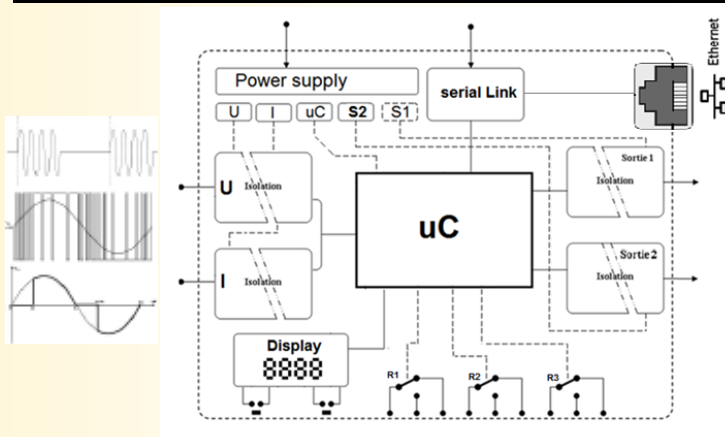 Ethernet
Power supply
serial Link
U I uC S2 S1
U Isolation
Sortie 1
Isolation
uC
I Isolation
Sortie 2
Isolation
Display
8888
R1 R2 R3